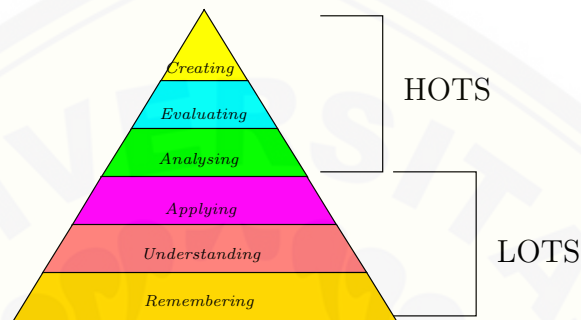 Creating
HOTS
Evaluating
Analysing
Applying
LOTS
Understanding
Remembering